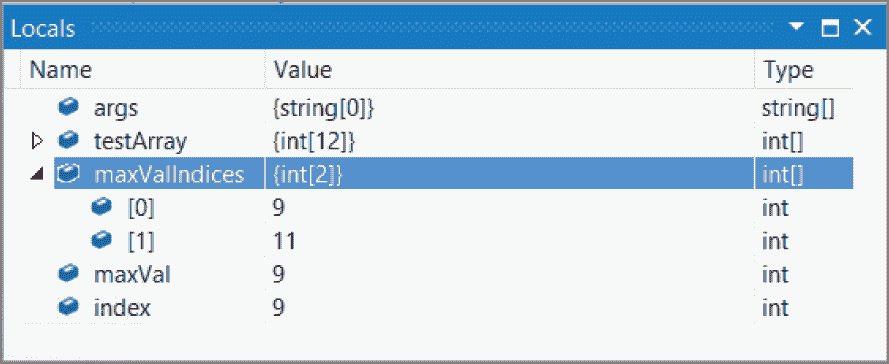 Locals
Name Value Type
args {string[0]} string[]
testArray {int[12]} int[]
maxValIndices {int[2]} int[]
[0] 9 int
[1] 11 int
maxVal 9 int
index 9 int